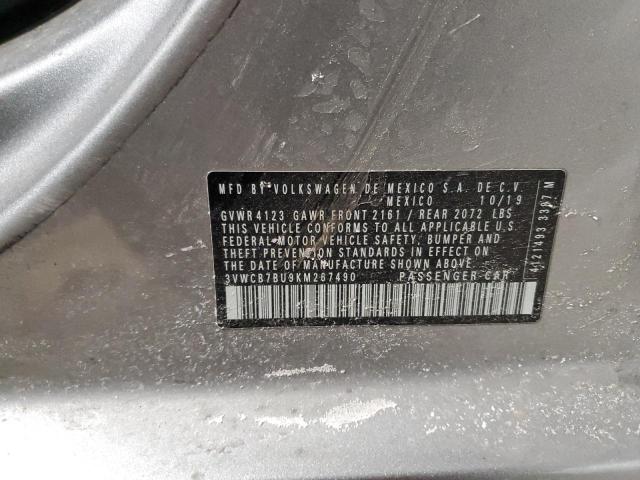 MFD BY VOLKSWAGEN DE MEXICO S.A. DE C.V.
MEXICO 10/19
GVWR 4123 GAWR FRONT 2161 / REAR 2072 LBS
THIS VEHICLE CONFORMS TO ALL APPLICABLE U.S.
FEDERAL MOTOR VEHICLE SAFETY, BUMPER AND
THEFT PREVENTION STANDARDS IN EFFECT ON
THE DATE OF MANUFACTURE SHOWN ABOVE.
3VWCB7BU9KM267490 PASSENGER CAR